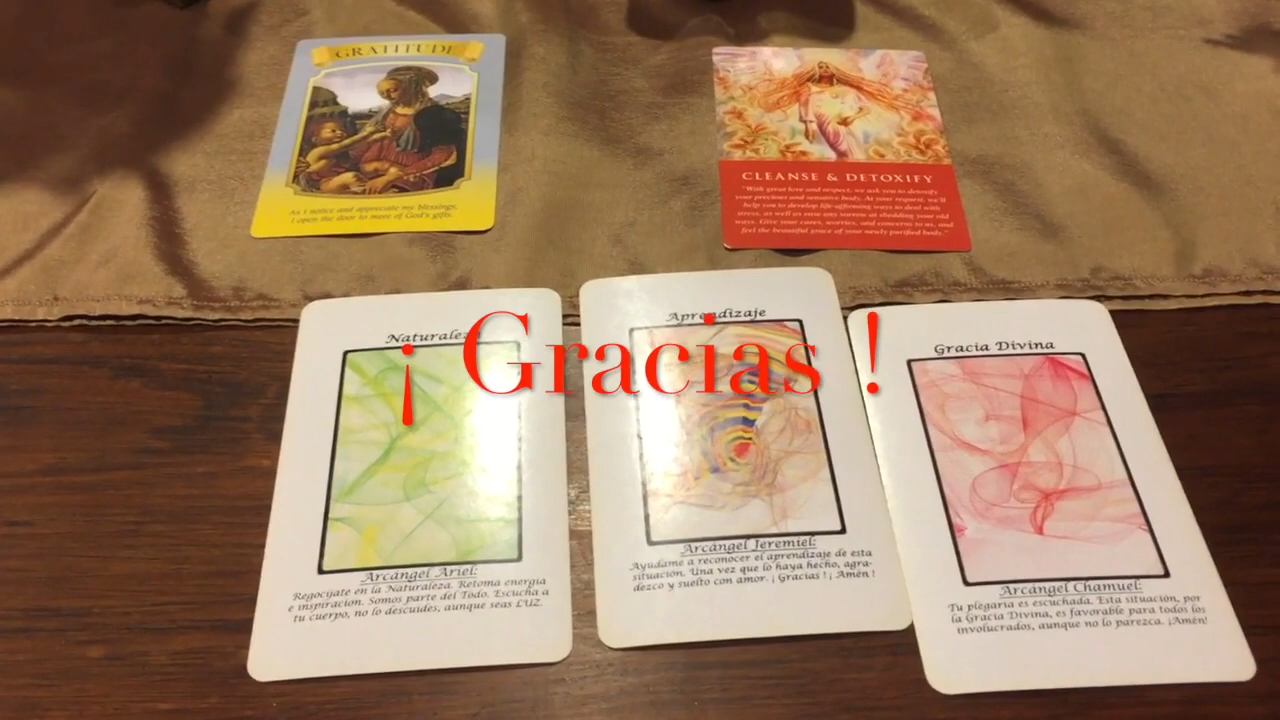 GRATITUDE
As I notice and appreciate my blessings,
I open the door to more of God's gifts.
CLEANSE & DETOXIFY
"With great love and respect, we ask you to detoxify
your precious and sensitive body. At your request, we'll
help you to develop life-affirming ways to deal with
stress, as well as ease any sorrow at shedding your old
ways. Give your cares, worries, and concerns to us, and
feel the beautiful grace of your newly purified body."
¡ Gracias !
Naturaleza
Arcángel Ariel:
Regocíjate en la Naturaleza. Retoma energía
e inspiración. Somos parte del Todo. Escucha a
tu cuerpo, no lo descuides, aunque seas LUZ.
Aprendizaje
Arcángel Jeremiel:
Ayúdame a reconocer el aprendizaje de esta
situación. Una vez que lo haya hecho, agra-
dezco y suelto con amor. ¡ Gracias ! ¡ Amén !
Gracia Divina
Arcángel Chamuel:
Tu plegaria es escuchada. Esta situación, por
la Gracia Divina, es favorable para todos los
involucrados, aunque no lo parezca. ¡Amén!